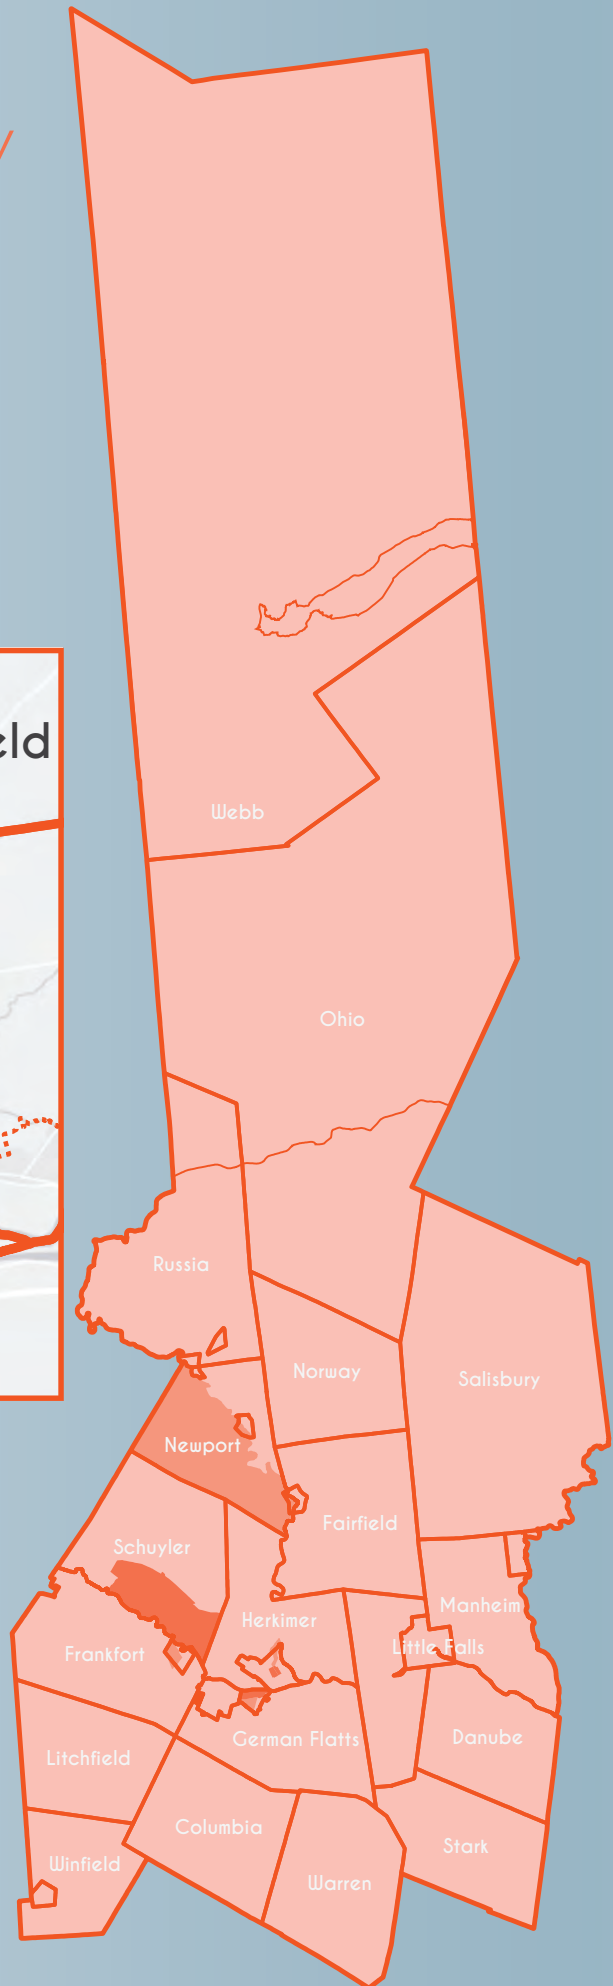 eld
Webb
Ohio
Russia
Norway
Salisbury
Newport
Fairfield
Schuyler
Manheim
Herkimer
Little Falls
Frankfort
German Flatts
Danube
Litchfield
Columbia
Stark
Winfield
Warren